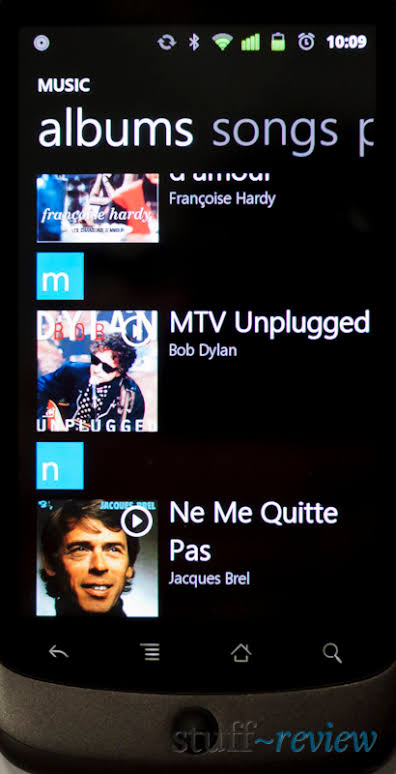 10:09
MUSIC
albums songs p
d'amour
Françoise Hardy
françoise hardy
m
DYLAN
BOB
UNPLUGGED
MTV Unplugged
Bob Dylan
n
JACQUES BREL
Ne Me Quitte
Pas
Jacques Brel
stuff~review